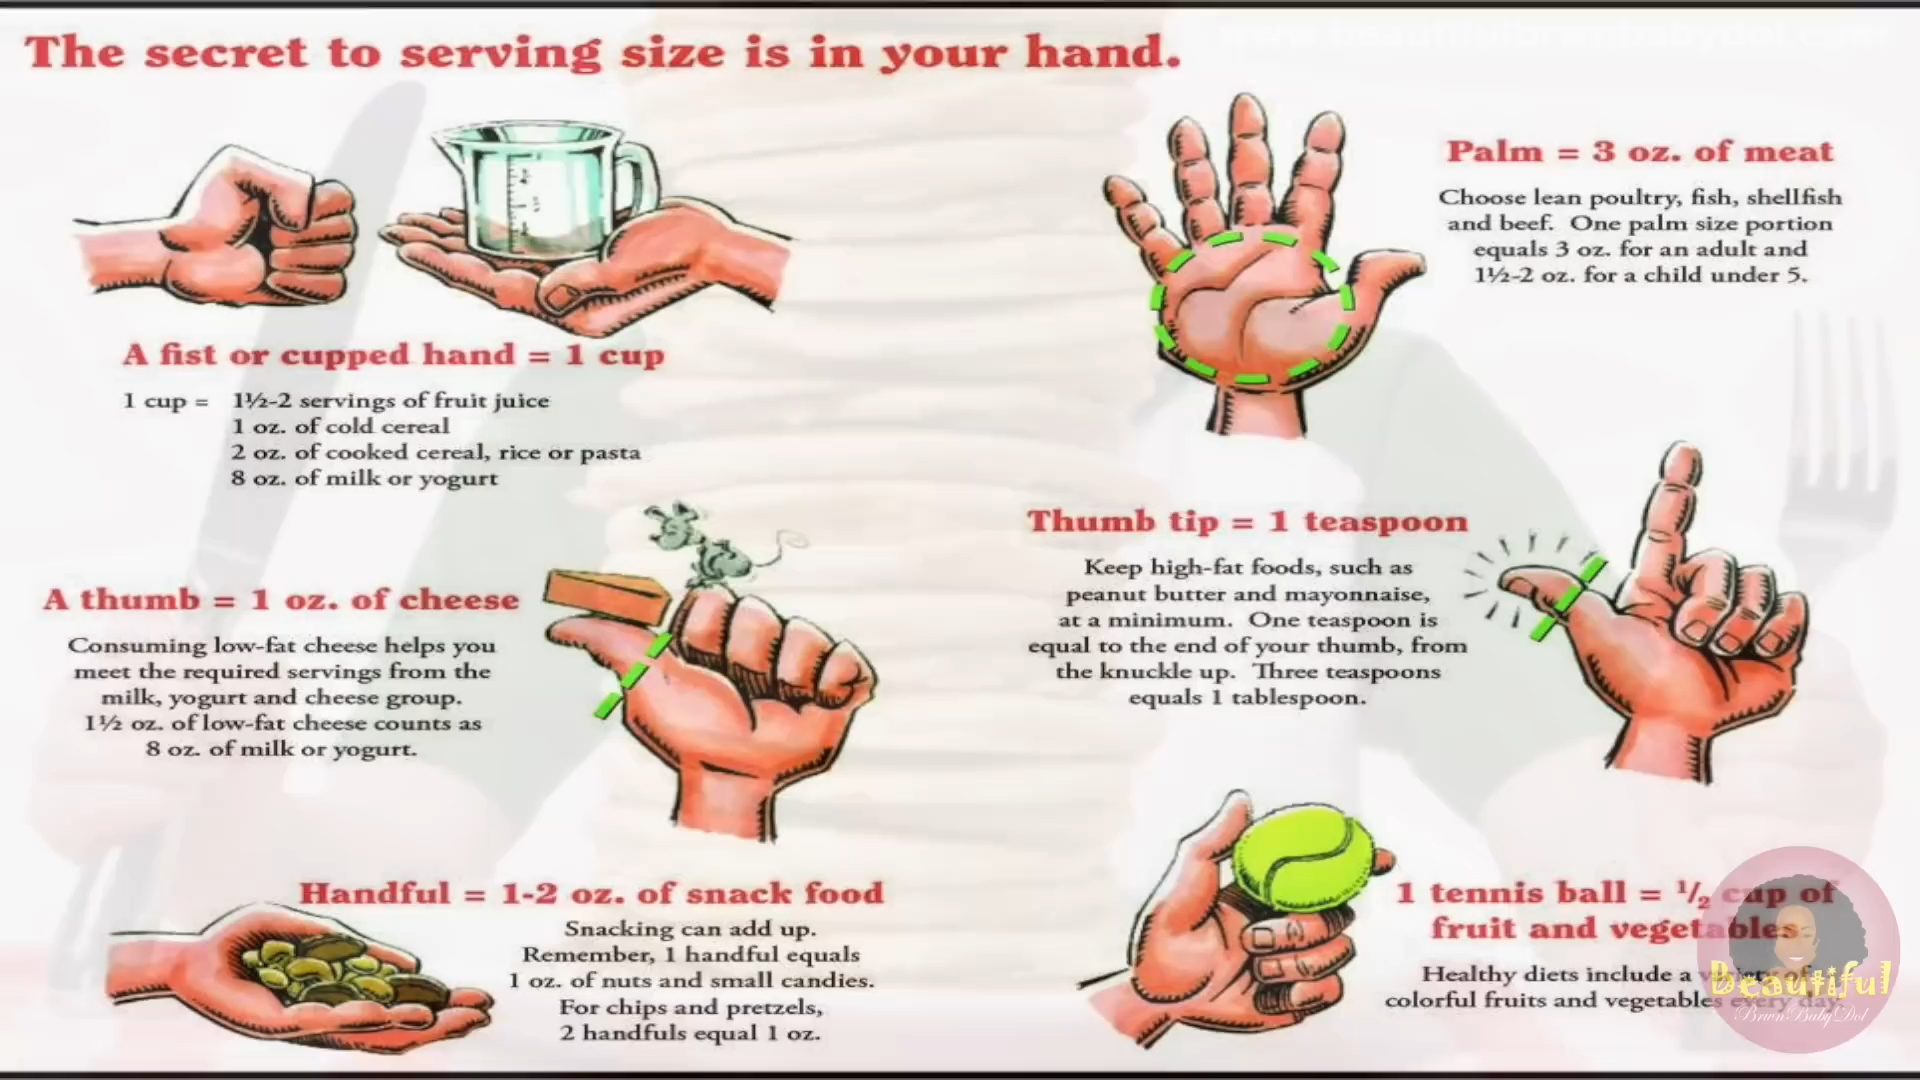 The secret to serving size is in your hand.
A fist or cupped hand = 1 cup
1 cup = 1½-2 servings of fruit juice
1 oz. of cold cereal
2 oz. of cooked cereal, rice or pasta
8 oz. of milk or yogurt
A thumb = 1 oz. of cheese
Consuming low-fat cheese helps you
meet the required servings from the
milk, yogurt and cheese group.
1½ oz. of low-fat cheese counts as
8 oz. of milk or yogurt.
Handful = 1-2 oz. of snack food
Snacking can add up.
Remember, 1 handful equals
1 oz. of nuts and small candies.
For chips and pretzels,
2 handfuls equal 1 oz.
Palm = 3 oz. of meat
Choose lean poultry, fish, shellfish
and beef. One palm size portion
equals 3 oz. for an adult and
1½-2 oz. for a child under 5.
Thumb tip = 1 teaspoon
Keep high-fat foods, such as
peanut butter and mayonnaise,
at a minimum. One teaspoon is
equal to the end of your thumb, from
the knuckle up. Three teaspoons
equals 1 tablespoon.
1 tennis ball = ½ cup of
fruit and vegetables
Healthy diets include a variety of
colorful fruits and vegetables every day.
Beautiful
BrwnBabyDol